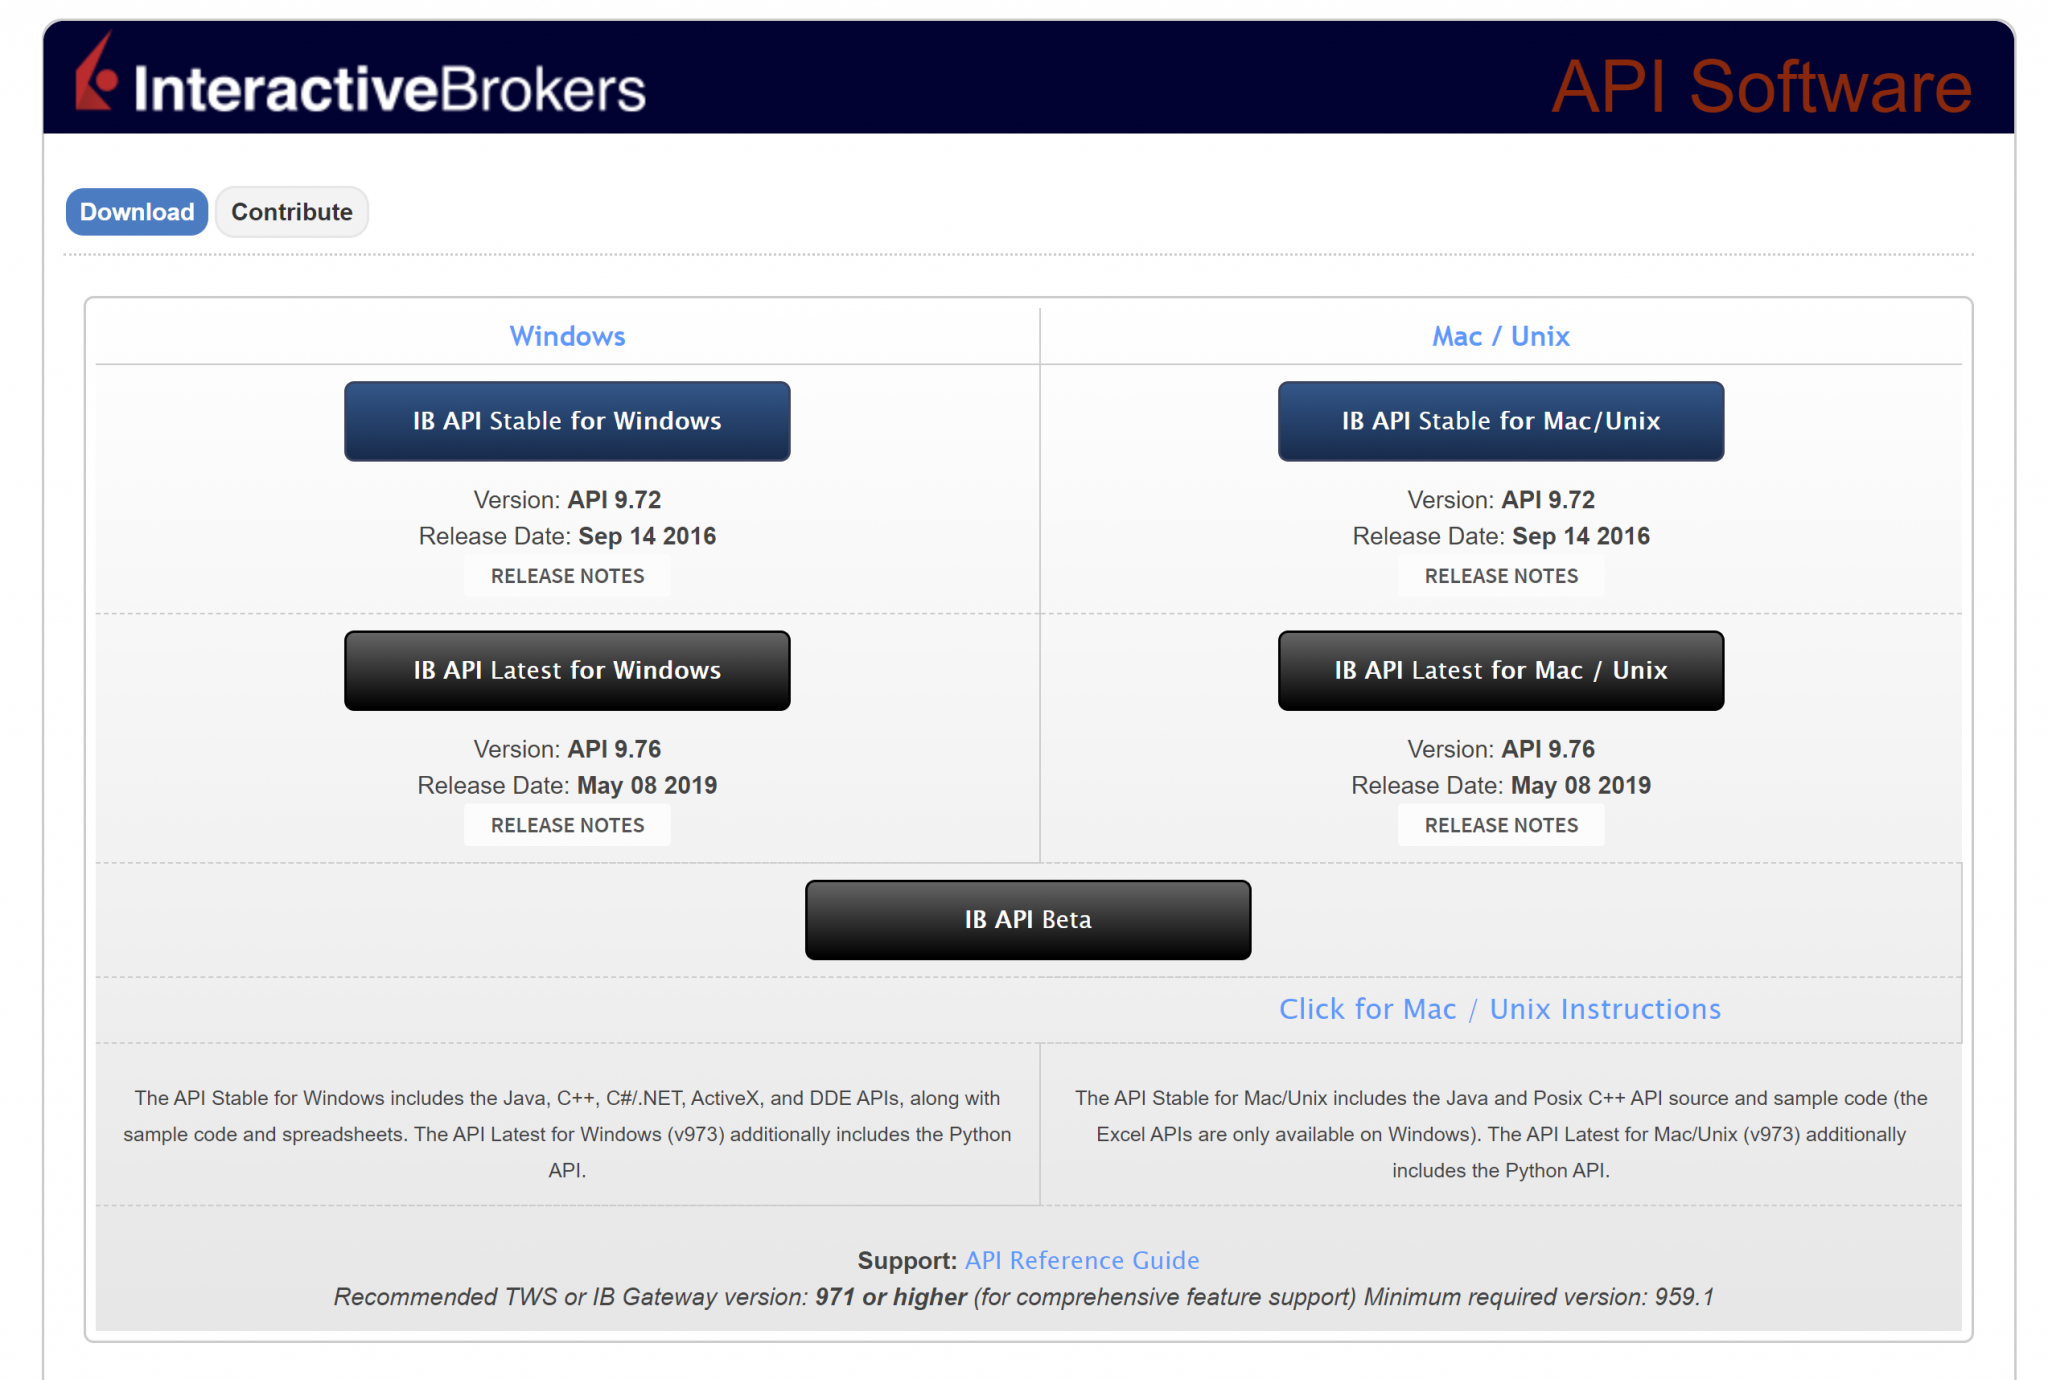 InteractiveBrokers
API Software
Download
Contribute
Windows
Mac / Unix
IB API Stable for Windows
IB API Stable for Mac/Unix
Version: API 9.72
Release Date: Sep 14 2016
RELEASE NOTES
Version: API 9.72
Release Date: Sep 14 2016
RELEASE NOTES
IB API Latest for Windows
IB API Latest for Mac / Unix
Version: API 9.76
Release Date: May 08 2019
RELEASE NOTES
Version: API 9.76
Release Date: May 08 2019
RELEASE NOTES
IB API Beta
Click for Mac / Unix Instructions
The API Stable for Windows includes the Java, C++, C#/.NET, ActiveX, and DDE APIs, along with
sample code and spreadsheets. The API Latest for Windows (v973) additionally includes the Python
API.
The API Stable for Mac/Unix includes the Java and Posix C++ API source and sample code (the
Excel APIs are only available on Windows). The API Latest for Mac/Unix (v973) additionally
includes the Python API.
Support: API Reference Guide
Recommended TWS or IB Gateway version: 971 or higher (for comprehensive feature support) Minimum required version: 959.1